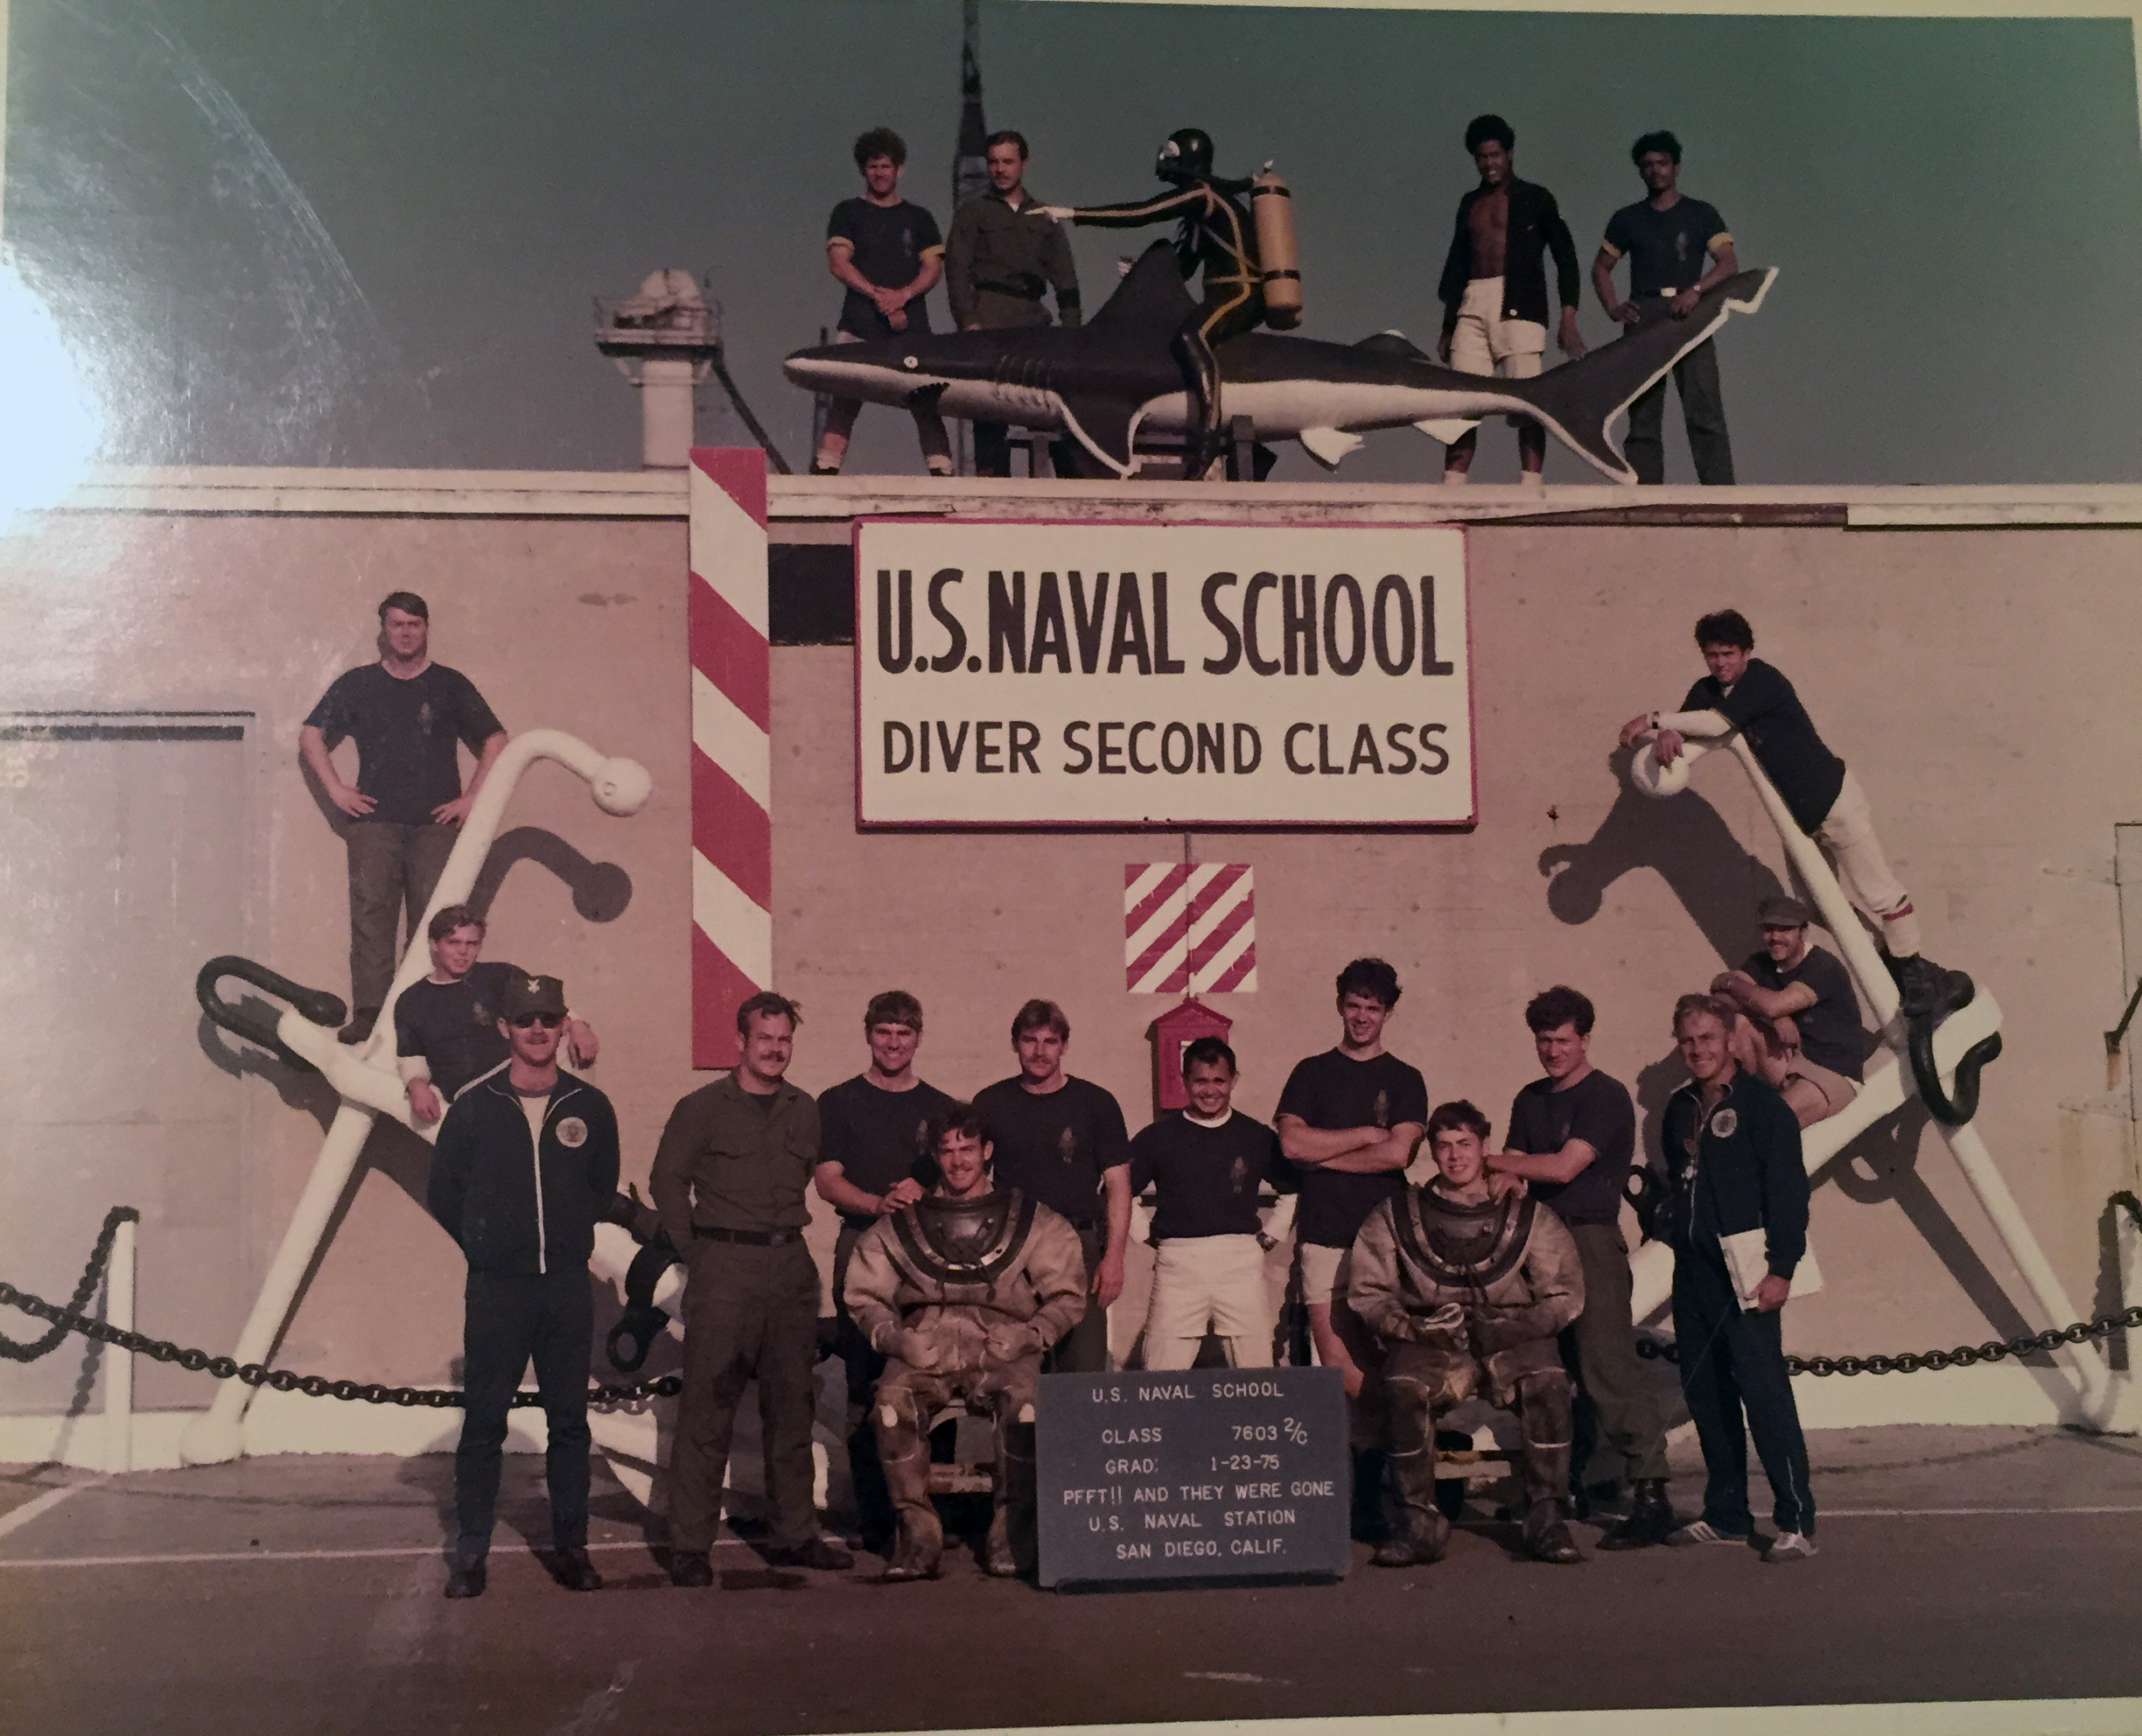 U.S. NAVAL SCHOOL
DIVER SECOND CLASS
U.S. NAVAL SCHOOL
CLASS 7603 2/C
GRAD: 1-23-75
PFFT!! AND THEY WERE GONE
U.S. NAVAL STATION
SAN DIEGO, CALIF.